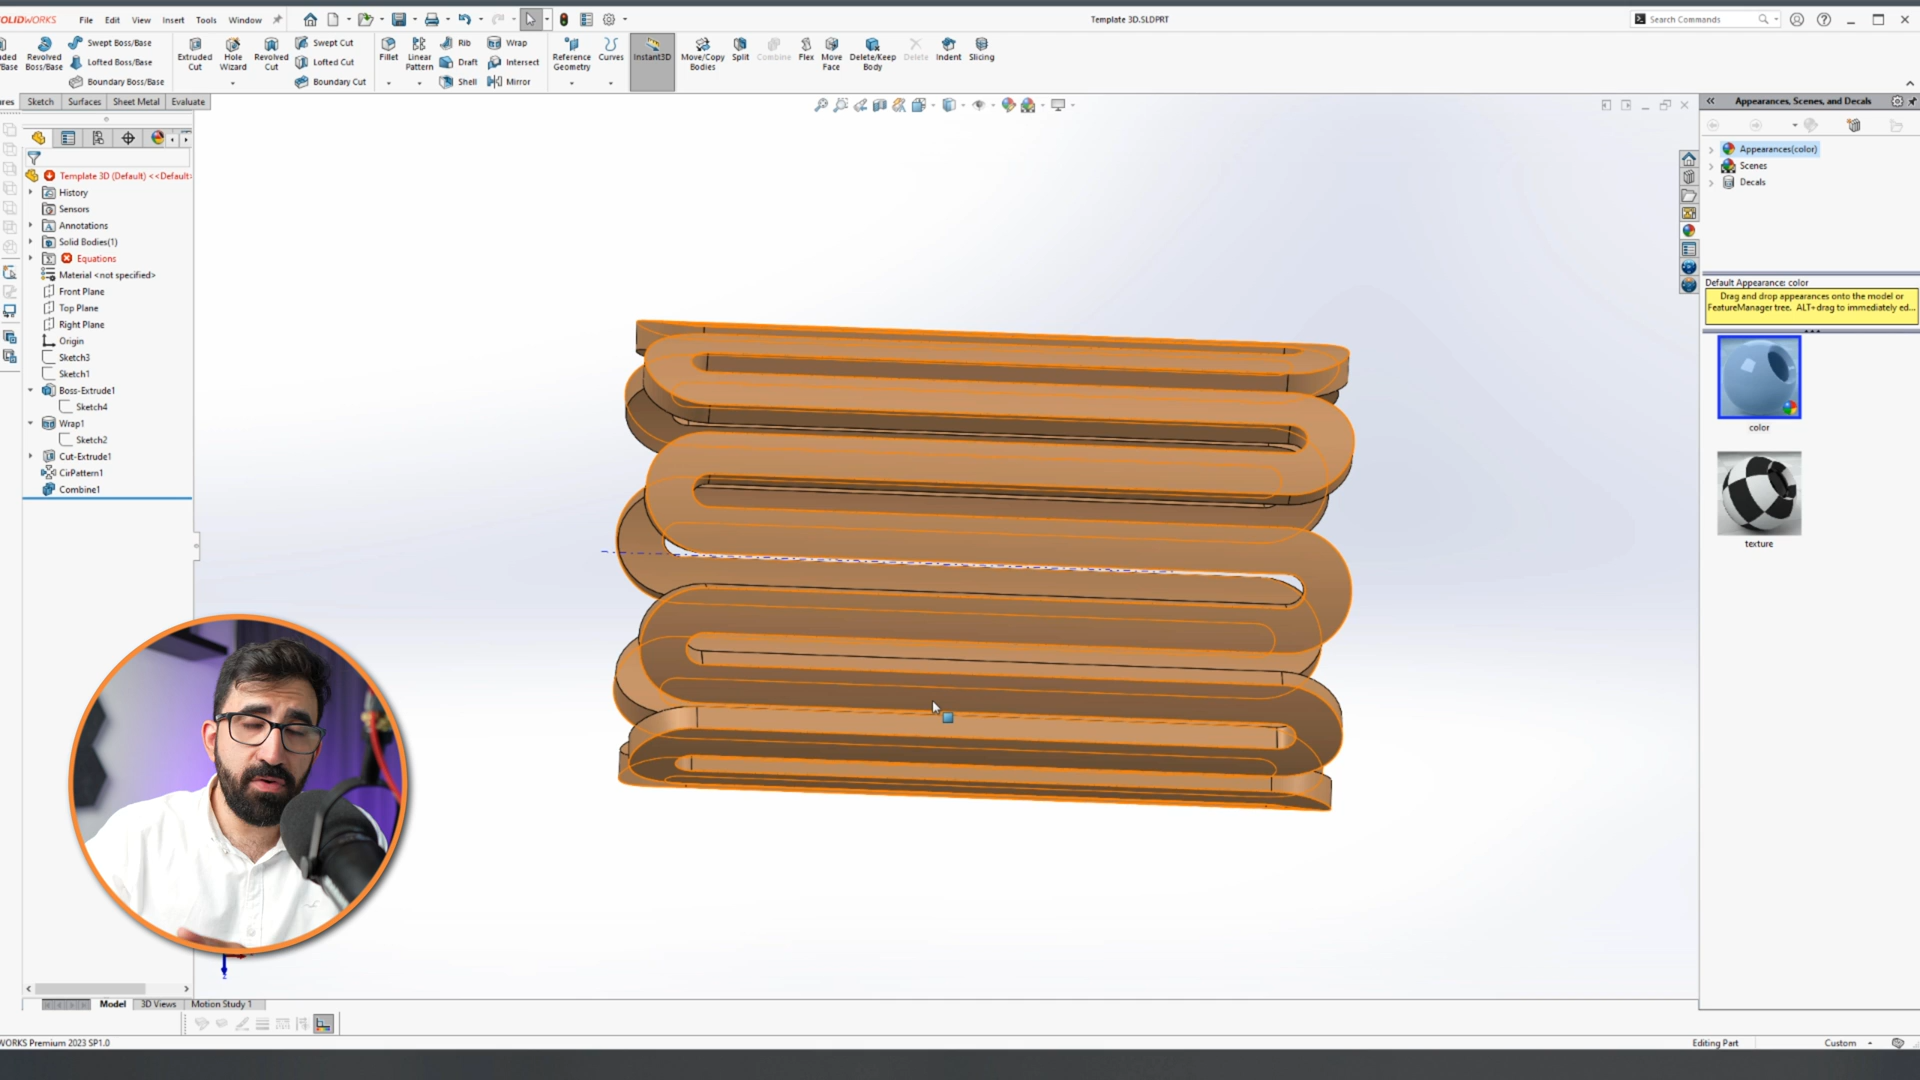 SOLIDWORKS
File Edit View Insert Tools Window
Template 3D.SLDPRT
Search Commands
Revolved Boss/Base
Swept Boss/Base
Lofted Boss/Base
Boundary Boss/Base
Extruded Cut
Hole Wizard
Revolved Cut
Swept Cut
Lofted Cut
Boundary Cut
Fillet
Linear Pattern
Rib
Draft
Shell
Wrap
Intersect
Mirror
Reference Geometry
Curves
Instant3D
Move/Copy Bodies
Split
Combine
Flex
Move Face
Delete/Keep Body
Delete
Indent
Slicing
res Sketch Surfaces Sheet Metal Evaluate
Template 3D (Default) <<Default>
History
Sensors
Annotations
Solid Bodies(1)
Equations
Material <not specified>
Front Plane
Top Plane
Right Plane
Origin
Sketch3
Sketch1
Boss-Extrude1
Sketch4
Wrap1
Sketch2
Cut-Extrude1
CirPattern1
Combine1
Appearances, Scenes, and Decals
Appearances(color)
Scenes
Decals
Default Appearance: color
Drag and drop appearances onto the model or
FeatureManager tree. ALT+drag to immediately ed...
color
texture
Model 3D Views Motion Study 1
WORKS Premium 2023 SP1.0
Editing Part
Custom